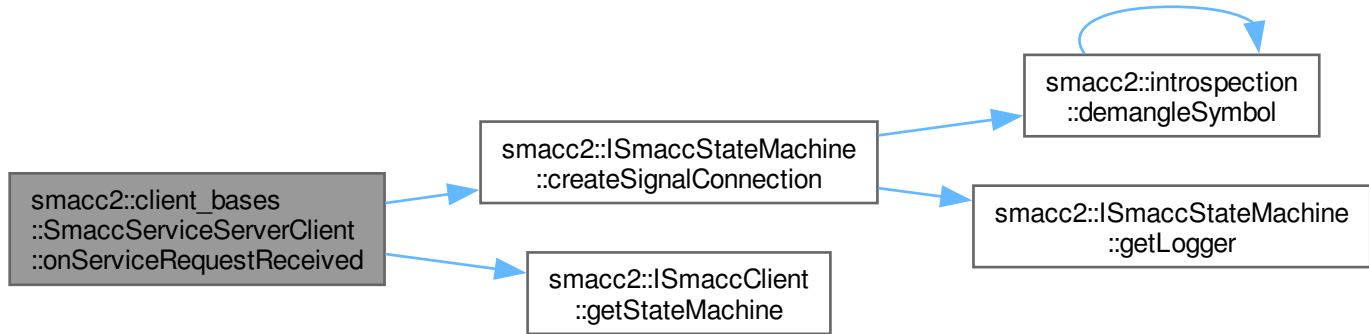 smacc2::client_bases
::SmaccServiceServerClient
::onServiceRequestReceived
smacc2::ISmaccStateMachine
::createSignalConnection
smacc2::ISmaccClient
::getStateMachine
smacc2::introspection
::demangleSymbol
smacc2::ISmaccStateMachine
::getLogger